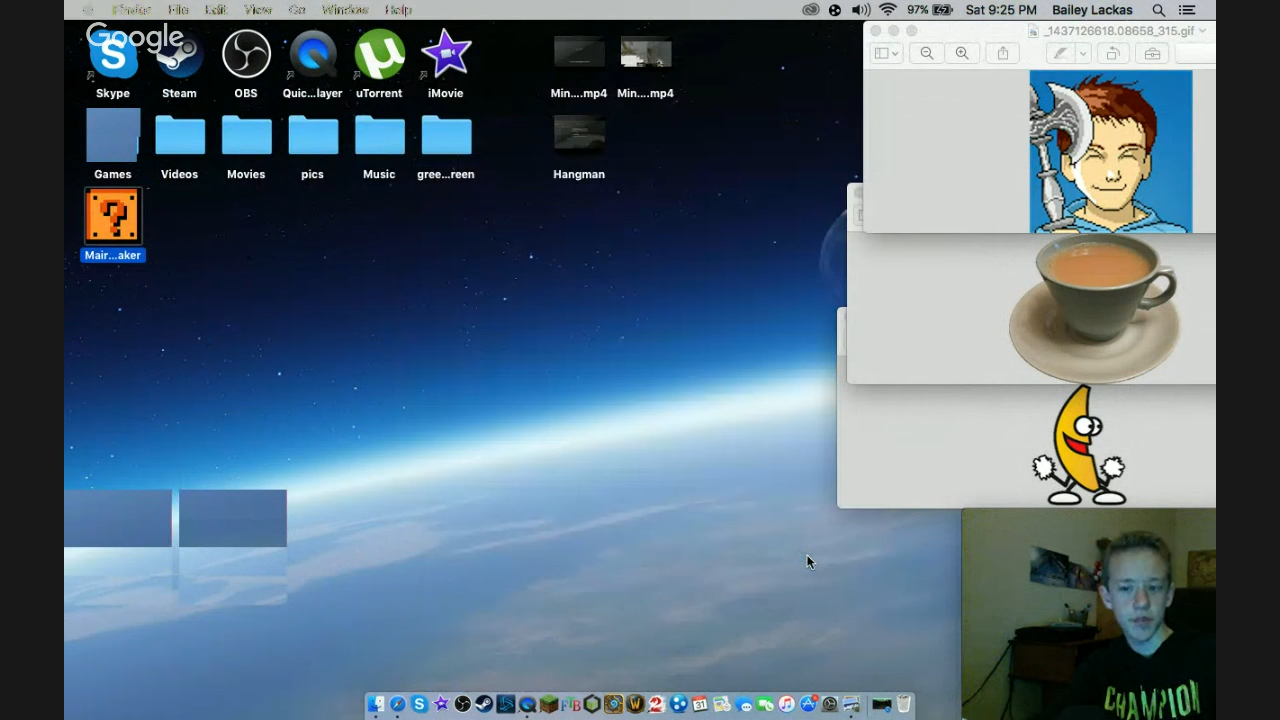 Finder File Edit View Go Window Help 97% Sat 9:25 PM Bailey Lackas
Google
_1437126618.08658_315.gif
Skype Steam OBS Quic...layer uTorrent iMovie Min....mp4 Min....mp4
Games Videos Movies pics Music gree...reen Hangman
Mair...aker
CHAMPION
FTB
31